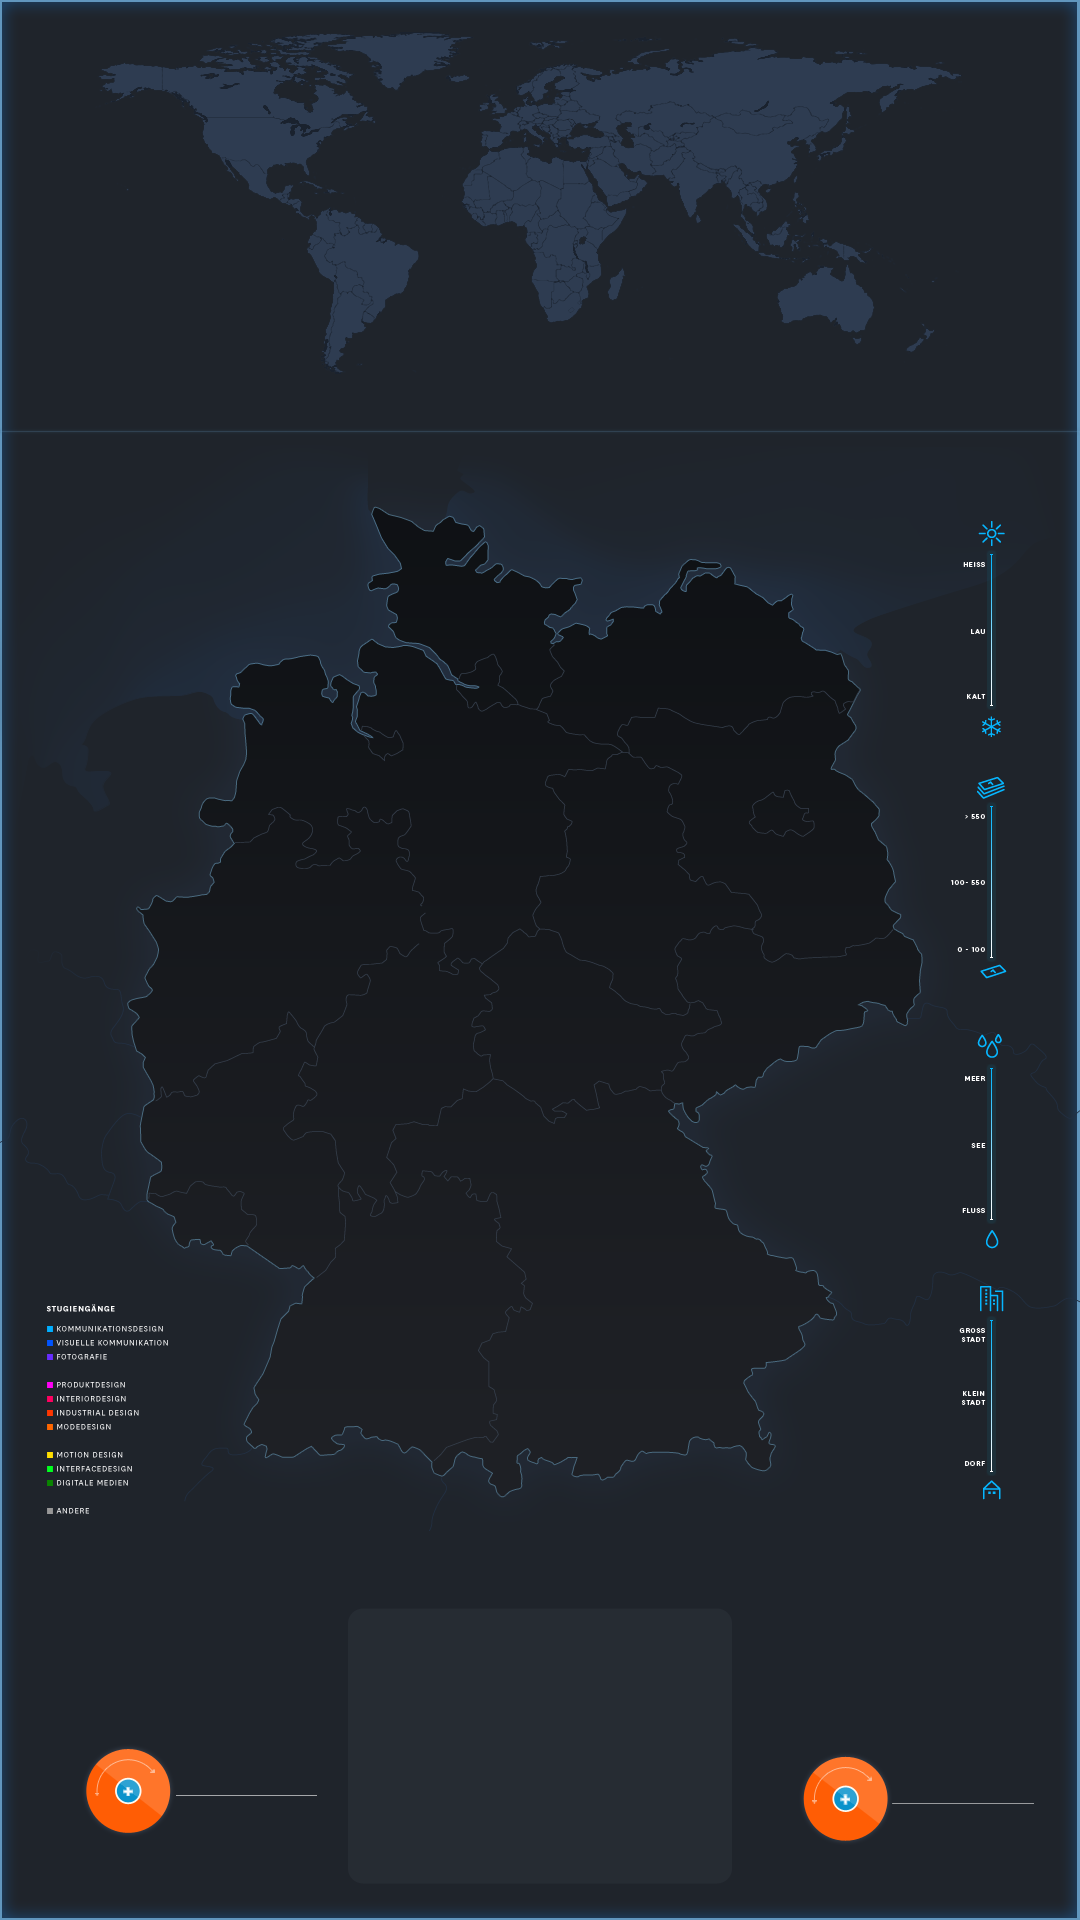 HEISS
LAU
KALT
> 550
100- 550
0 - 100
MEER
SEE
FLUSS
GROSS
STADT
KLEIN
STADT
DORF
STUGIENGÄNGE
KOMMUNIKATIONSDESIGN
VISUELLE KOMMUNIKATION
FOTOGRAFIE
PRODUKTDESIGN
INTERIORDESIGN
INDUSTRIAL DESIGN
MODEDESIGN
MOTION DESIGN
INTERFACEDESIGN
DIGITALE MEDIEN
ANDERE